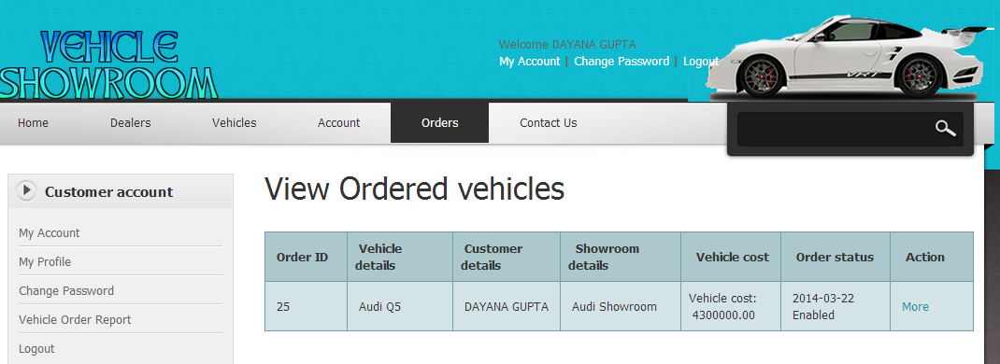 VEHICLE
SHOWROOM
Welcome DAYANA GUPTA
My Account | Change Password | Logout
Home Dealers Vehicles Account Orders Contact Us
Customer account
My Account
My Profile
Change Password
Vehicle Order Report
Logout
View Ordered vehicles
Order ID Vehicle details Customer details Showroom details Vehicle cost Order status Action
25 Audi Q5 DAYANA GUPTA Audi Showroom Vehicle cost: 4300000.00 2014-03-22 Enabled More